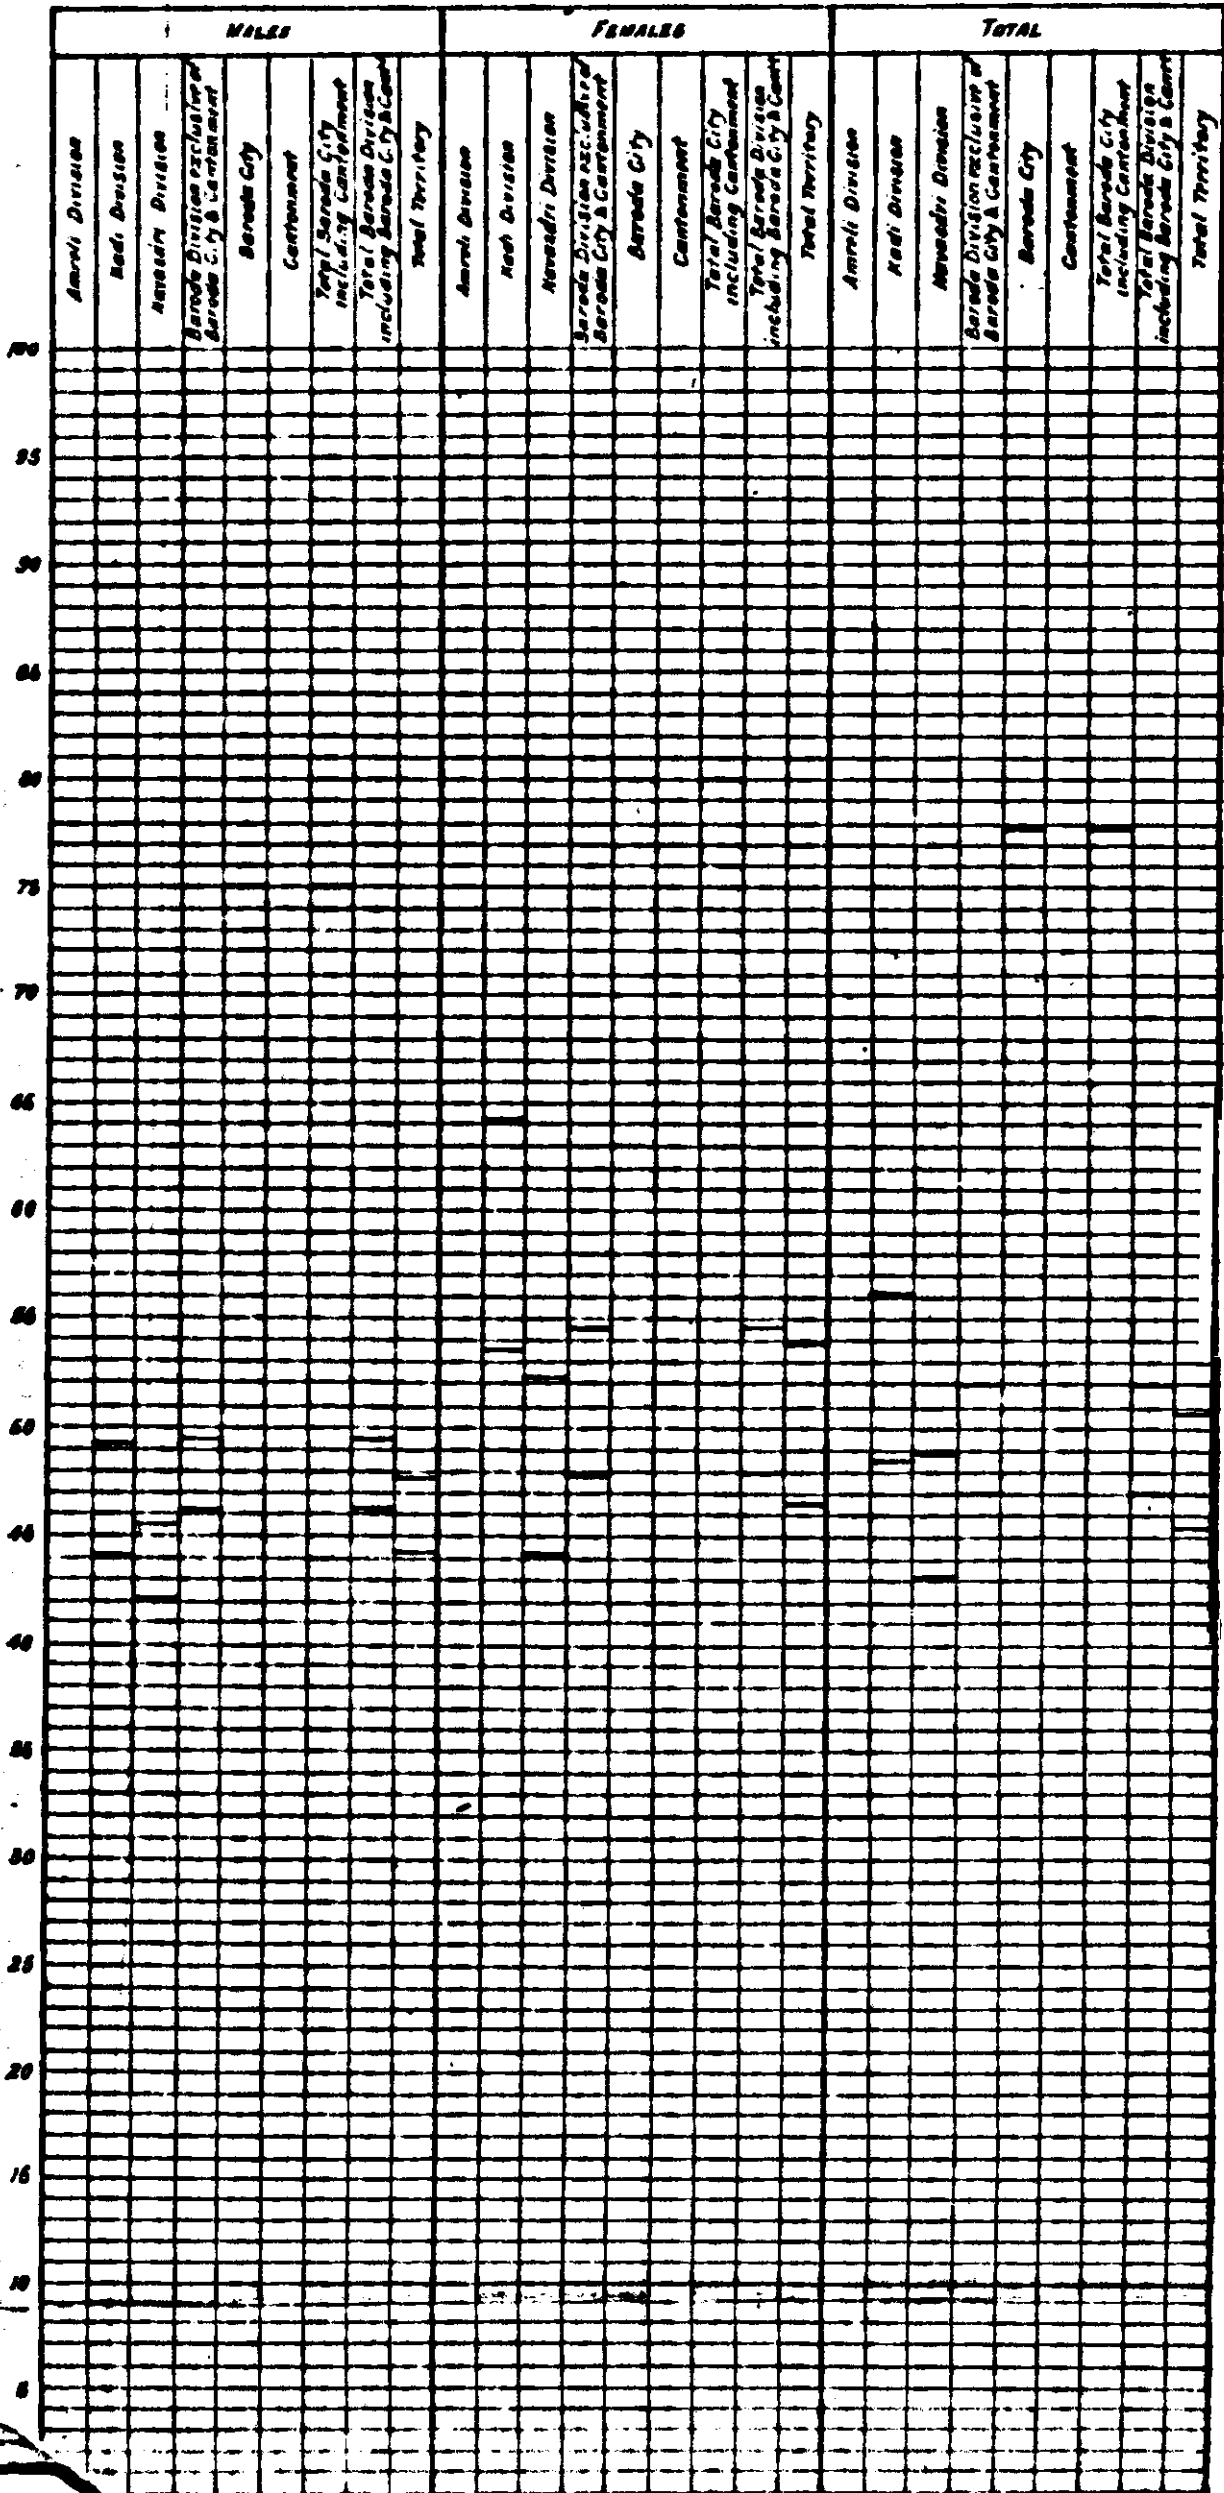 MALES
FEMALES
TOTAL
Amreli Division
Kadi Division
Navsari Division
Baroda Division exclusive of
Baroda City & Cantonment
Baroda City
Cantonment
Total Baroda City
including Cantonment
Total Baroda Division
including Baroda City & Cant
Total Territory
Amreli Division
Kadi Division
Division
Baroda Division exclusive of
Baroda City & Cantonment
Baroda City
Cantonment
Total Baroda City
including Cantonment
Total Baroda Division
including Baroda City & Cant
Total Territory
Amreli Division
Kadi Division
Division
Baroda Division exclusive of
Baroda City & Cantonment
Baroda City
Cantonment
Total Baroda City
including Cantonment
Total Baroda Division
including Baroda City & Cant
Total Territory
100
95
90
85
80
75
70
65
60
55
50
45
40
35
30
25
20
15
10
5